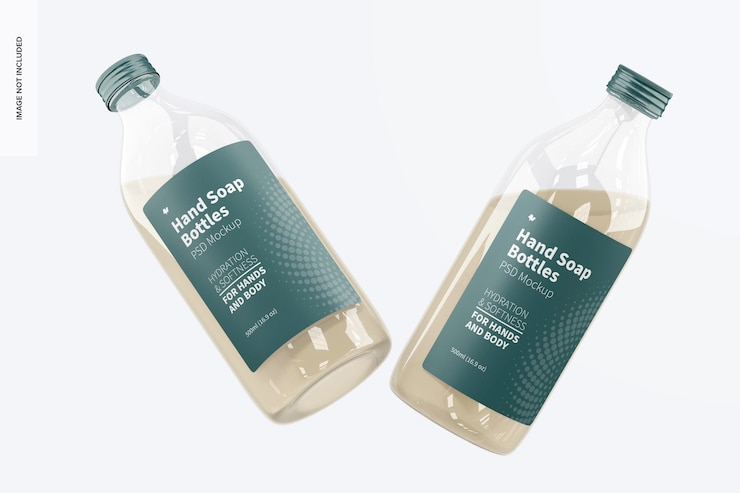 IMAGE NOT INCLUDED
Hand Soap
Bottles
PSD Mockup
HYDRATION
& SOFTNESS
FOR HANDS
AND BODY
500ml (16.9 oz)
Hand Soap
Bottles
PSD Mockup
HYDRATION
& SOFTNESS
FOR HANDS
AND BODY
500ml (16.9 oz)